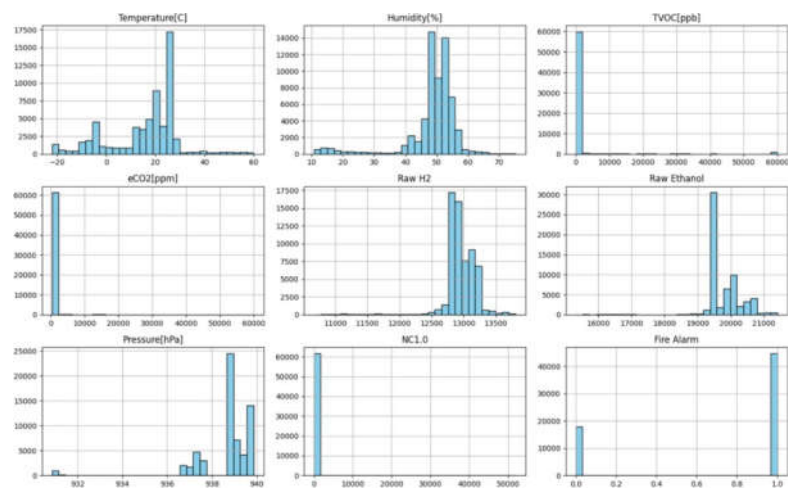 Temperature[C] Humidity[%] TVOC[ppb]
17500 15000 12500 10000 7500 5000 2500 0
−20 0 20 40 60
14000 12000 10000 8000 6000 4000 2000 0
10 20 30 40 50 60 70
60000 50000 40000 30000 20000 10000 0
0 10000 20000 30000 40000 50000 60000
eCO2[ppm] Raw H2 Raw Ethanol
60000 50000 40000 30000 20000 10000 0
0 10000 20000 30000 40000 50000 60000
17500 15000 12500 10000 7500 5000 2500 0
11000 11500 12000 12500 13000 13500
30000 25000 20000 15000 10000 5000 0
16000 17000 18000 19000 20000 21000
Pressure[hPa] NC1.0 Fire Alarm
25000 20000 15000 10000 5000 0
932 934 936 938 940
60000 50000 40000 30000 20000 10000 0
0 10000 20000 30000 40000 50000
40000 30000 20000 10000 0
0.0 0.2 0.4 0.6 0.8 1.0